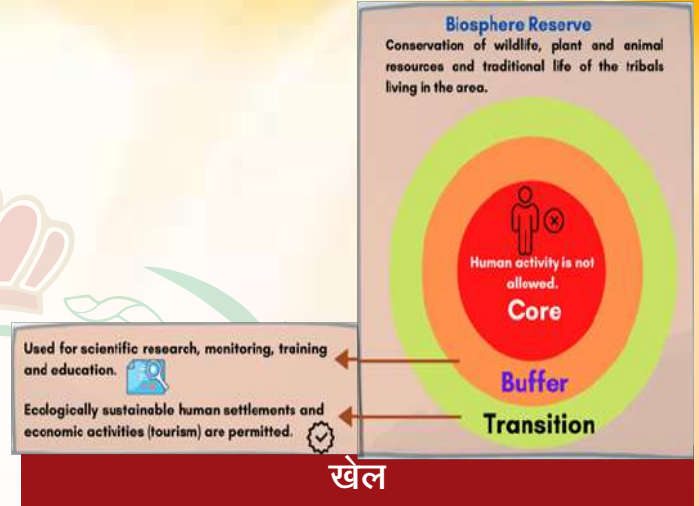 Biosphere Reserve
Conservation of wildlife, plant and animal
resources and traditional life of the tribals
living in the area.
Human activity is not
allowed.
Core
Buffer
Transition
Used for scientific research, monitoring, training
and education.
Ecologically sustainable human settlements and
economic activities (tourism) are permitted.
खेल